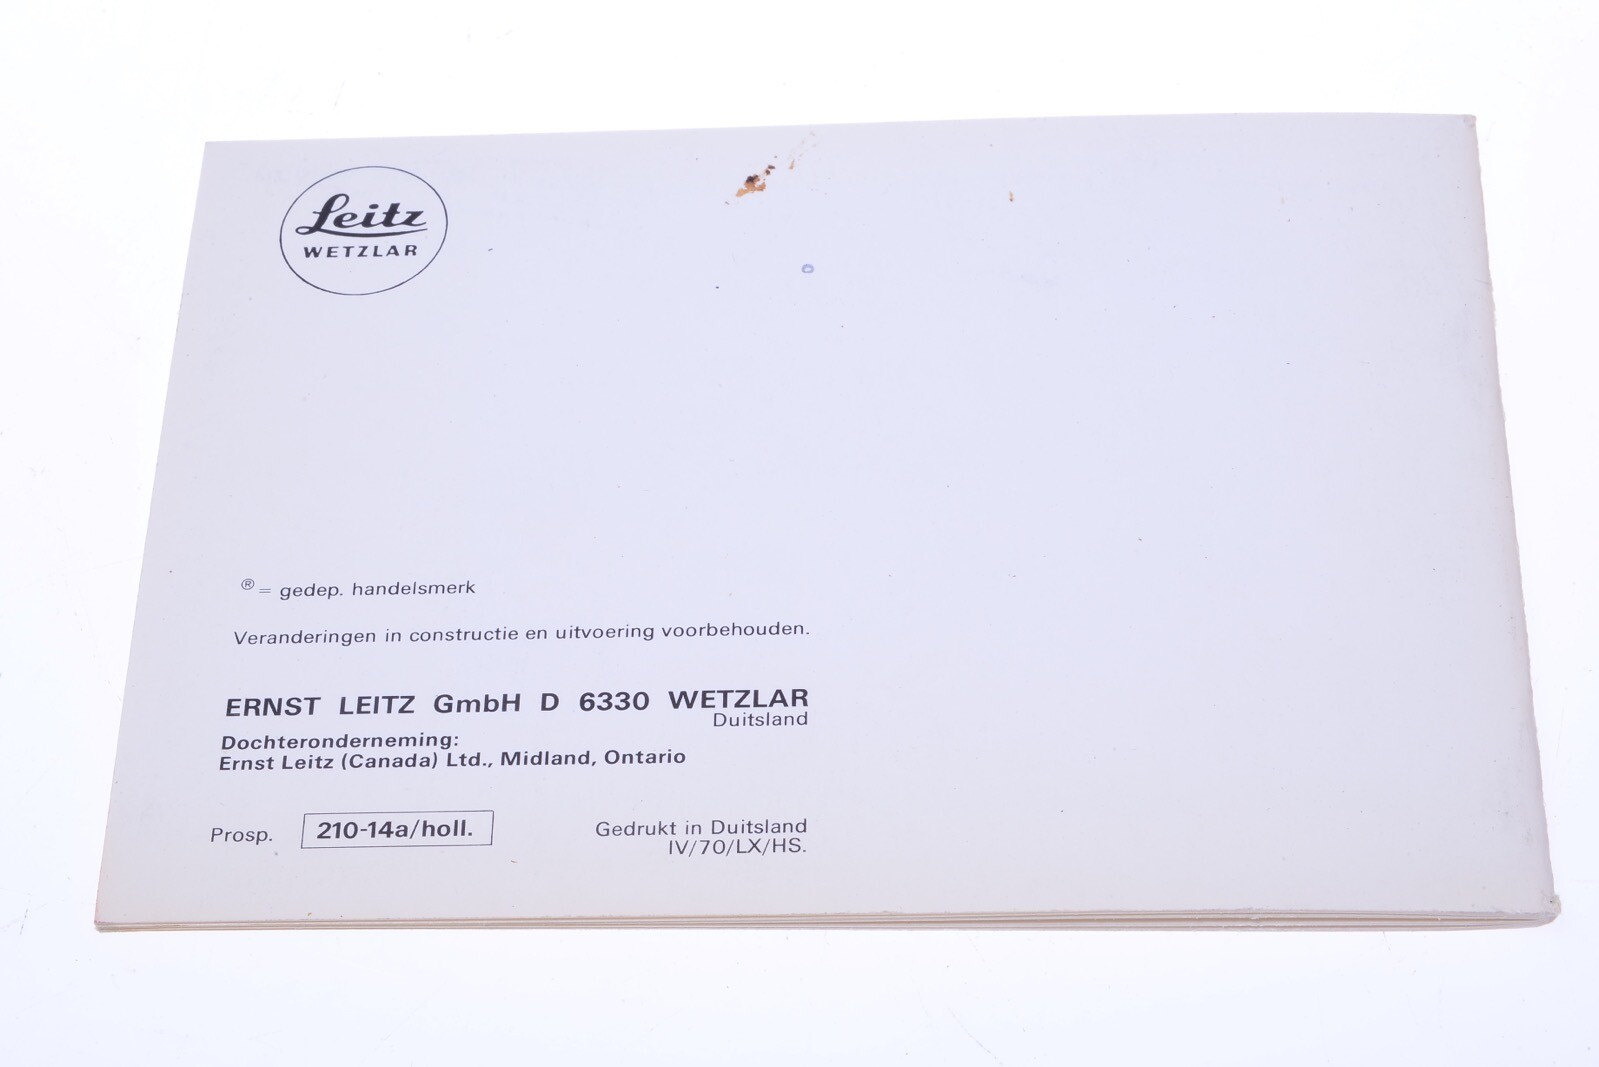 Leitz
WETZLAR
® = gedep. handelsmerk
Veranderingen in constructie en uitvoering voorbehouden.
ERNST LEITZ GmbH D 6330 WETZLAR
Duitsland
Dochteronderneming:
Ernst Leitz (Canada) Ltd., Midland, Ontario
Prosp. 210-14a/holl.
Gedrukt in Duitsland
IV/70/LX/HS.